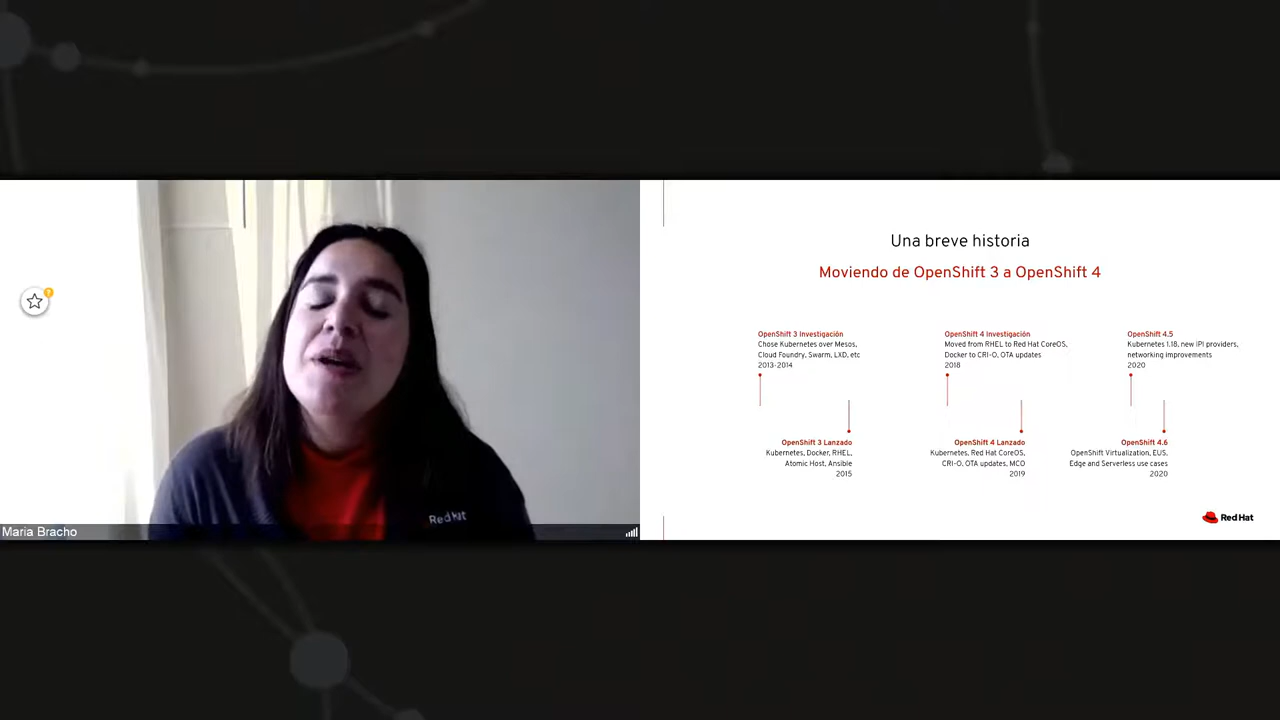 Una breve historia
Moviendo de OpenShift 3 a OpenShift 4
OpenShift 3 Investigación
Chose Kubernetes over Mesos,
Cloud Foundry, Swarm, LXD, etc
2013-2014
OpenShift 4 Investigación
Moved from RHEL to Red Hat CoreOS,
Docker to CRI-O, OTA updates
2018
OpenShift 4.5
Kubernetes 1.18, new IPI providers,
networking improvements
2020
OpenShift 3 Lanzado
Kubernetes, Docker, RHEL,
Atomic Host, Ansible
2015
OpenShift 4 Lanzado
Kubernetes, Red Hat CoreOS,
CRI-O, OTA updates, MCO
2019
OpenShift 4.6
OpenShift Virtualization, EUS,
Edge and Serverless use cases
2020
Red Hat
Red Hat
Maria Bracho